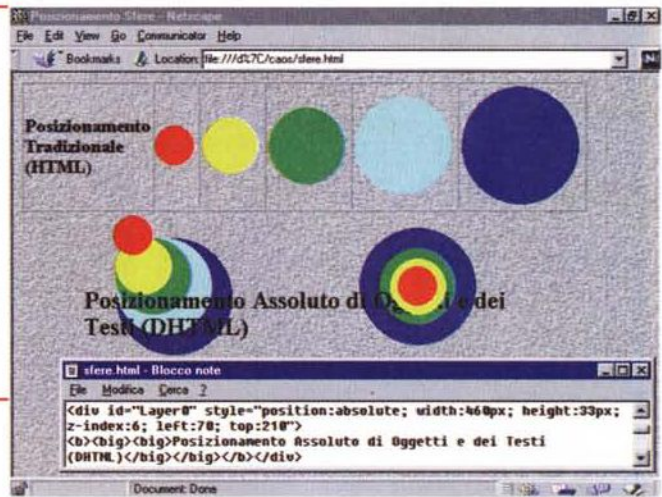 Posizionamento Sfere - Netscape
File Edit View Go Communicator Help
Bookmarks Location: file:///d%7C/caos/sfere.html
Posizionamento
Tradizionale
(HTML)
Posizionamento Assoluto di Oggetti e dei
Testi (DHTML)
sfere.html - Blocco note
File Modifica Cerca ?
<div id="Layer0" style="position:absolute; width:460px; height:33px;
z-index:6; left:70; top:210">
<b><big><big>Posizionamento Assoluto di Oggetti e dei Testi
(DHTML)</big></big></b></div>
Document: Done